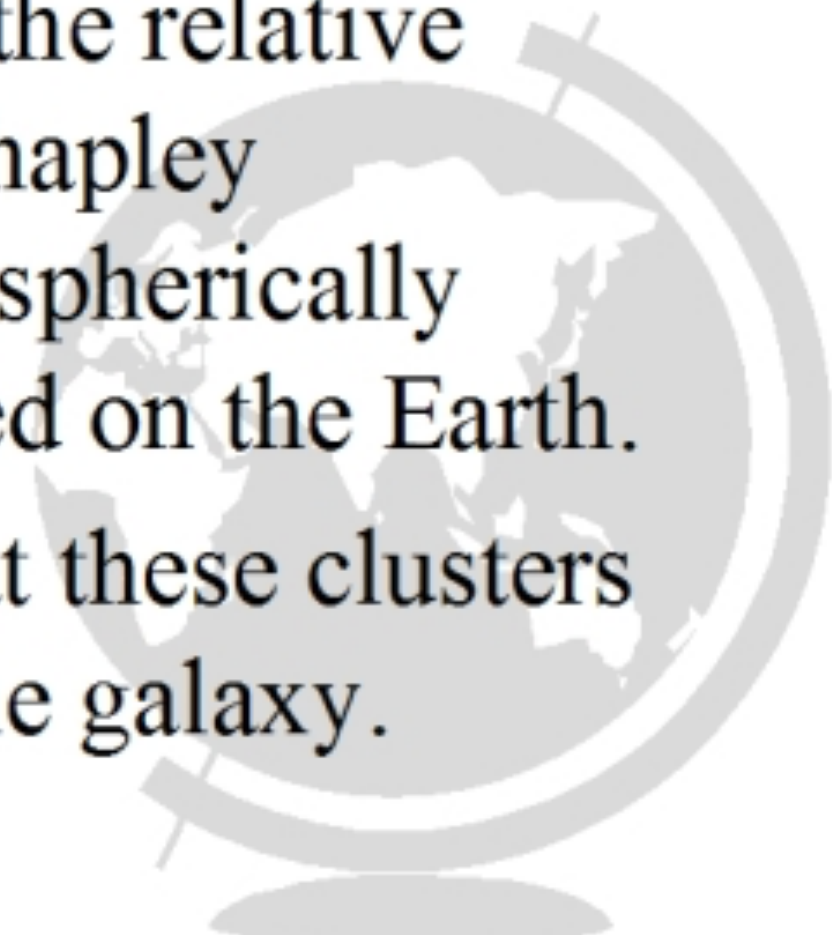 the relative
hapley
spherically
ed on the Earth.
t these clusters
e galaxy.